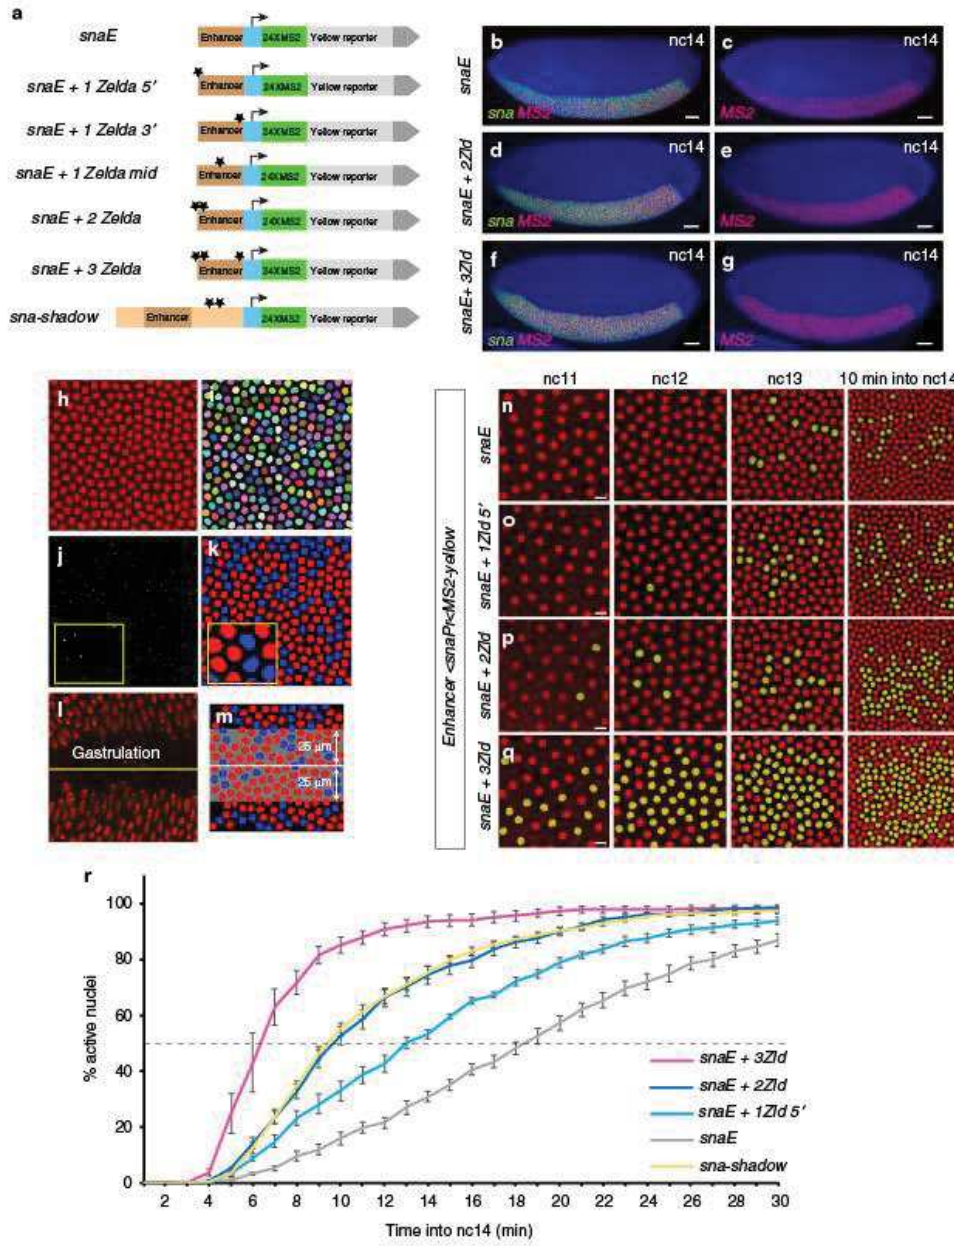 a
snaE
Enhancer
24XMS2
Yellow reporter
snaE + 1 Zelda 5′
Enhancer
24XMS2
Yellow reporter
snaE + 1 Zelda 3′
Enhancer
24XMS2
Yellow reporter
snaE + 1 Zelda mid
Enhancer
24XMS2
Yellow reporter
snaE + 2 Zelda
Enhancer
24XMS2
Yellow reporter
snaE + 3 Zelda
Enhancer
24XMS2
Yellow reporter
sna-shadow
Enhancer
24XMS2
Yellow reporter
snaE
b
nc14
sna MS2
c
nc14
MS2
snaE + 2Zld
d
nc14
sna MS2
e
nc14
MS2
snaE+ 3Zld
f
nc14
sna MS2
g
nc14
MS2
h
j
k
l
Gastrulation
m
25 µm
25 µm
nc11
nc12
nc13
10 min into nc14
Enhancer <snaPr<MS2-yellow
snaE
n
snaE + 1Zld 5′
o
snaE + 2Zld
p
snaE + 3Zld
q
r
% active nuclei
100
80
60
40
20
0
snaE + 3Zld
snaE + 2Zld
snaE + 1Zld 5′
snaE
sna-shadow
2 4 6 8 10 12 14 16 18 20 22 24 26 28 30
Time into nc14 (min)